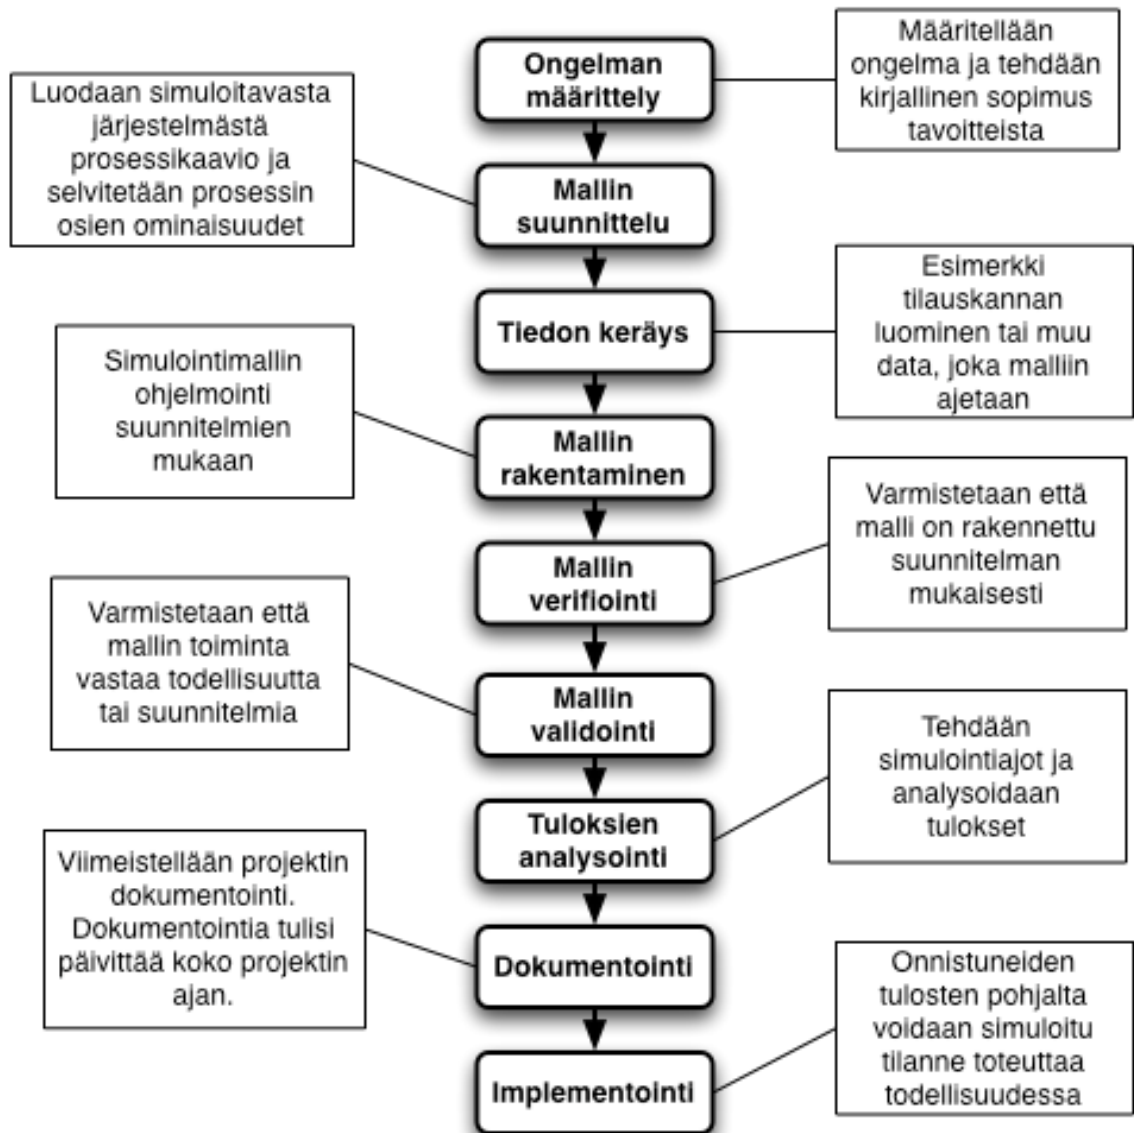 Ongelman
määrittely
Määritellään
ongelma ja tehdään
kirjallinen sopimus
tavoitteista
Luodaan simuloitavasta
järjestelmästä
prosessikaavio ja
selvitetään prosessin
osien ominaisuudet
Mallin
suunnittelu
Tiedon keräys
Esimerkki
tilauskannan
luominen tai muu
data, joka malliin
ajetaan
Simulointimallin
ohjelmointi
suunnitelmien
mukaan
Mallin
rakentaminen
Mallin
verifiointi
Varmistetaan että
malli on rakennettu
suunnitelman
mukaisesti
Varmistetaan että
mallin toiminta
vastaa todellisuutta
tai suunnitelmia
Mallin
validointi
Tuloksien
analysointi
Tehdään
simulointiajot ja
analysoidaan
tulokset
Viimeistellään projektin
dokumentointi.
Dokumentointia tulisi
päivittää koko projektin
ajan.
Dokumentointi
Implementointi
Onnistuneiden
tulosten pohjalta
voidaan simuloitu
tilanne toteuttaa
todellisuudessa